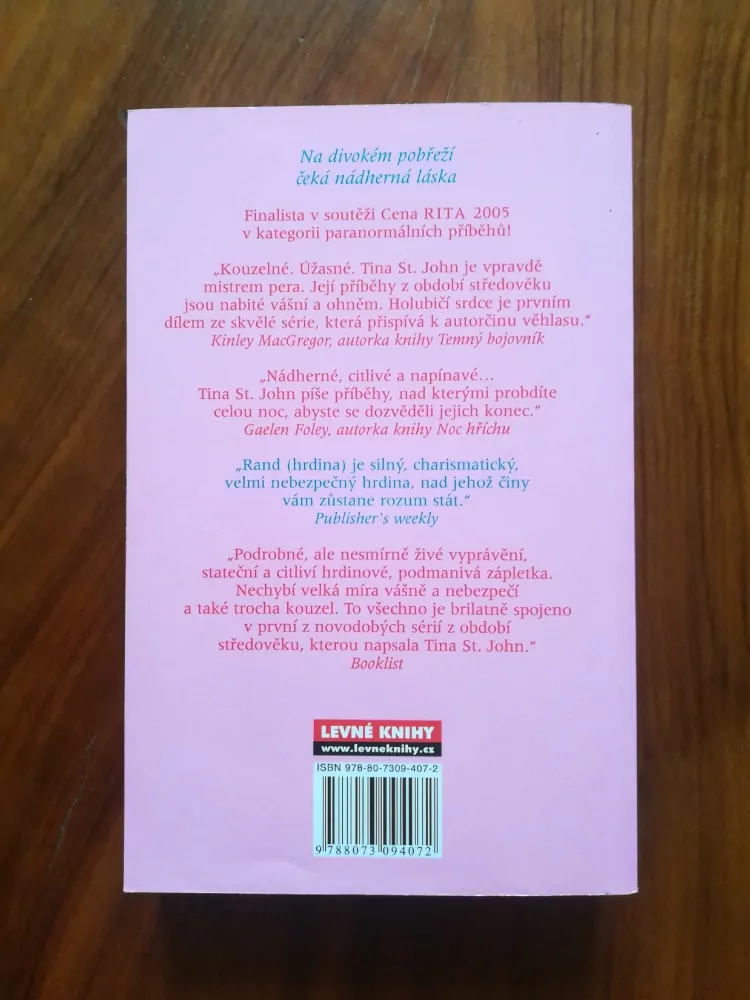 Na divokém pobřeží
čeká nádherná láska
Finalista v soutěži Cena RITA 2005
v kategorii paranormálních příběhů!
„Kouzelné. Úžasné. Tina St. John je vpravdě
mistrem pera. Její příběhy z období středověku
jsou nabité vášní a ohněm. Holubičí srdce je prvním
dílem ze skvělé série, která přispívá k autorčinu věhlasu.“
Kinley MacGregor, autorka knihy Temný bojovník
„Nádherné, citlivé a napínavé...
Tina St. John píše příběhy, nad kterými probdíte
celou noc, abyste se dozvěděli jejich konec.“
Gaelen Foley, autorka knihy Noc hříchu
„Rand (hrdina) je silný, charismatický,
velmi nebezpečný hrdina, nad jehož činy
vám zůstane rozum stát.“
Publisher's weekly
„Podrobné, ale nesmírně živé vyprávění,
stateční a citliví hrdinové, podmanivá zápletka.
Nechybí velká míra vášně a nebezpečí
a také trocha kouzel. To všechno je brilatně spojeno
v první z novodobých sérií z období
středověku, kterou napsala Tina St. John.“
Booklist
LEVNÉ KNIHY
www.levneknihy.cz
ISBN 978-80-7309-407-2
9 788073 094072